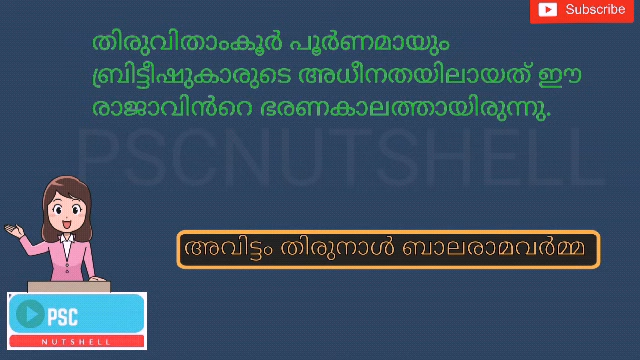 Subscribe
തിരുവിതാംകൂർ പൂർണമായും
ബ്രിട്ടീഷുകാരുടെ അധീനതയിലായത് ഈ
രാജാവിൻറെ ഭരണകാലത്തായിരുന്നു.
PSCNUTSHELL
അവിട്ടം തിരുനാൾ ബാലരാമവർമ്മ
PSC
NUTSHELL